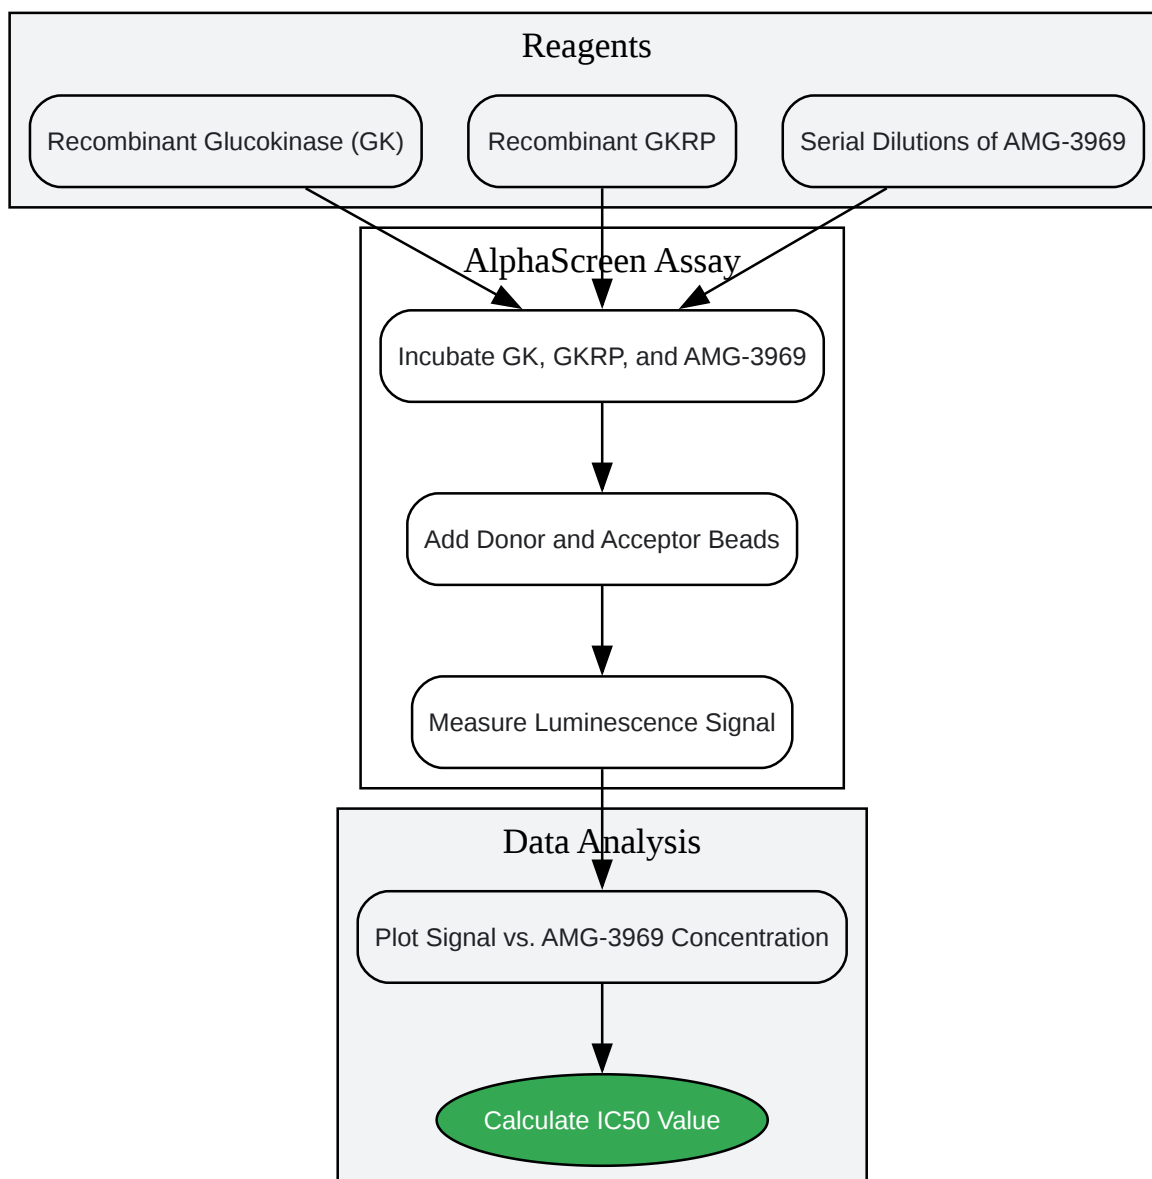 Reagents
Recombinant Glucokinase (GK)
Recombinant GKRP
Serial Dilutions of AMG-3969
AlphaScreen Assay
Incubate GK, GKRP, and AMG-3969
Add Donor and Acceptor Beads
Measure Luminescence Signal
Data Analysis
Plot Signal vs. AMG-3969 Concentration
Calculate IC50 Value